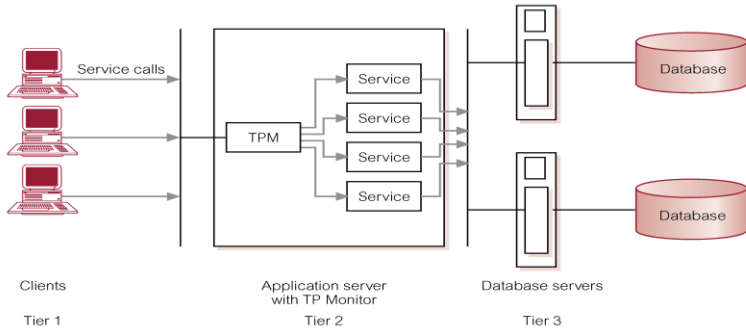 Service calls
TPM
Service
Service
Service
Service
Database
Database
Clients
Application server
with TP Monitor
Database servers
Tier 1
Tier 2
Tier 3